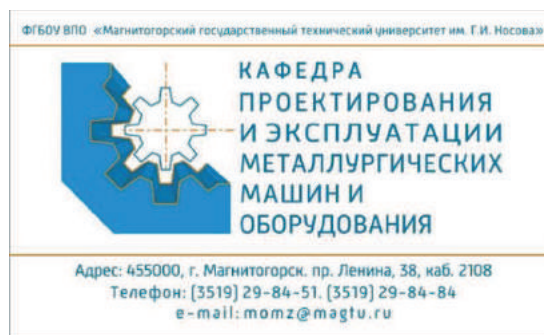 ФГБОУ ВПО «Магнитогорский государственный технический университет им. Г.И. Носова»
КАФЕДРА
ПРОЕКТИРОВАНИЯ
И ЭКСПЛУАТАЦИИ
МЕТАЛЛУРГИЧЕСКИХ
МАШИН И
ОБОРУДОВАНИЯ
Адрес: 455000, г. Магнитогорск. пр. Ленина, 38, каб. 2108
Телефон: (3519) 29-84-51. (3519) 29-84-84
e-mail: momz@magtu.ru